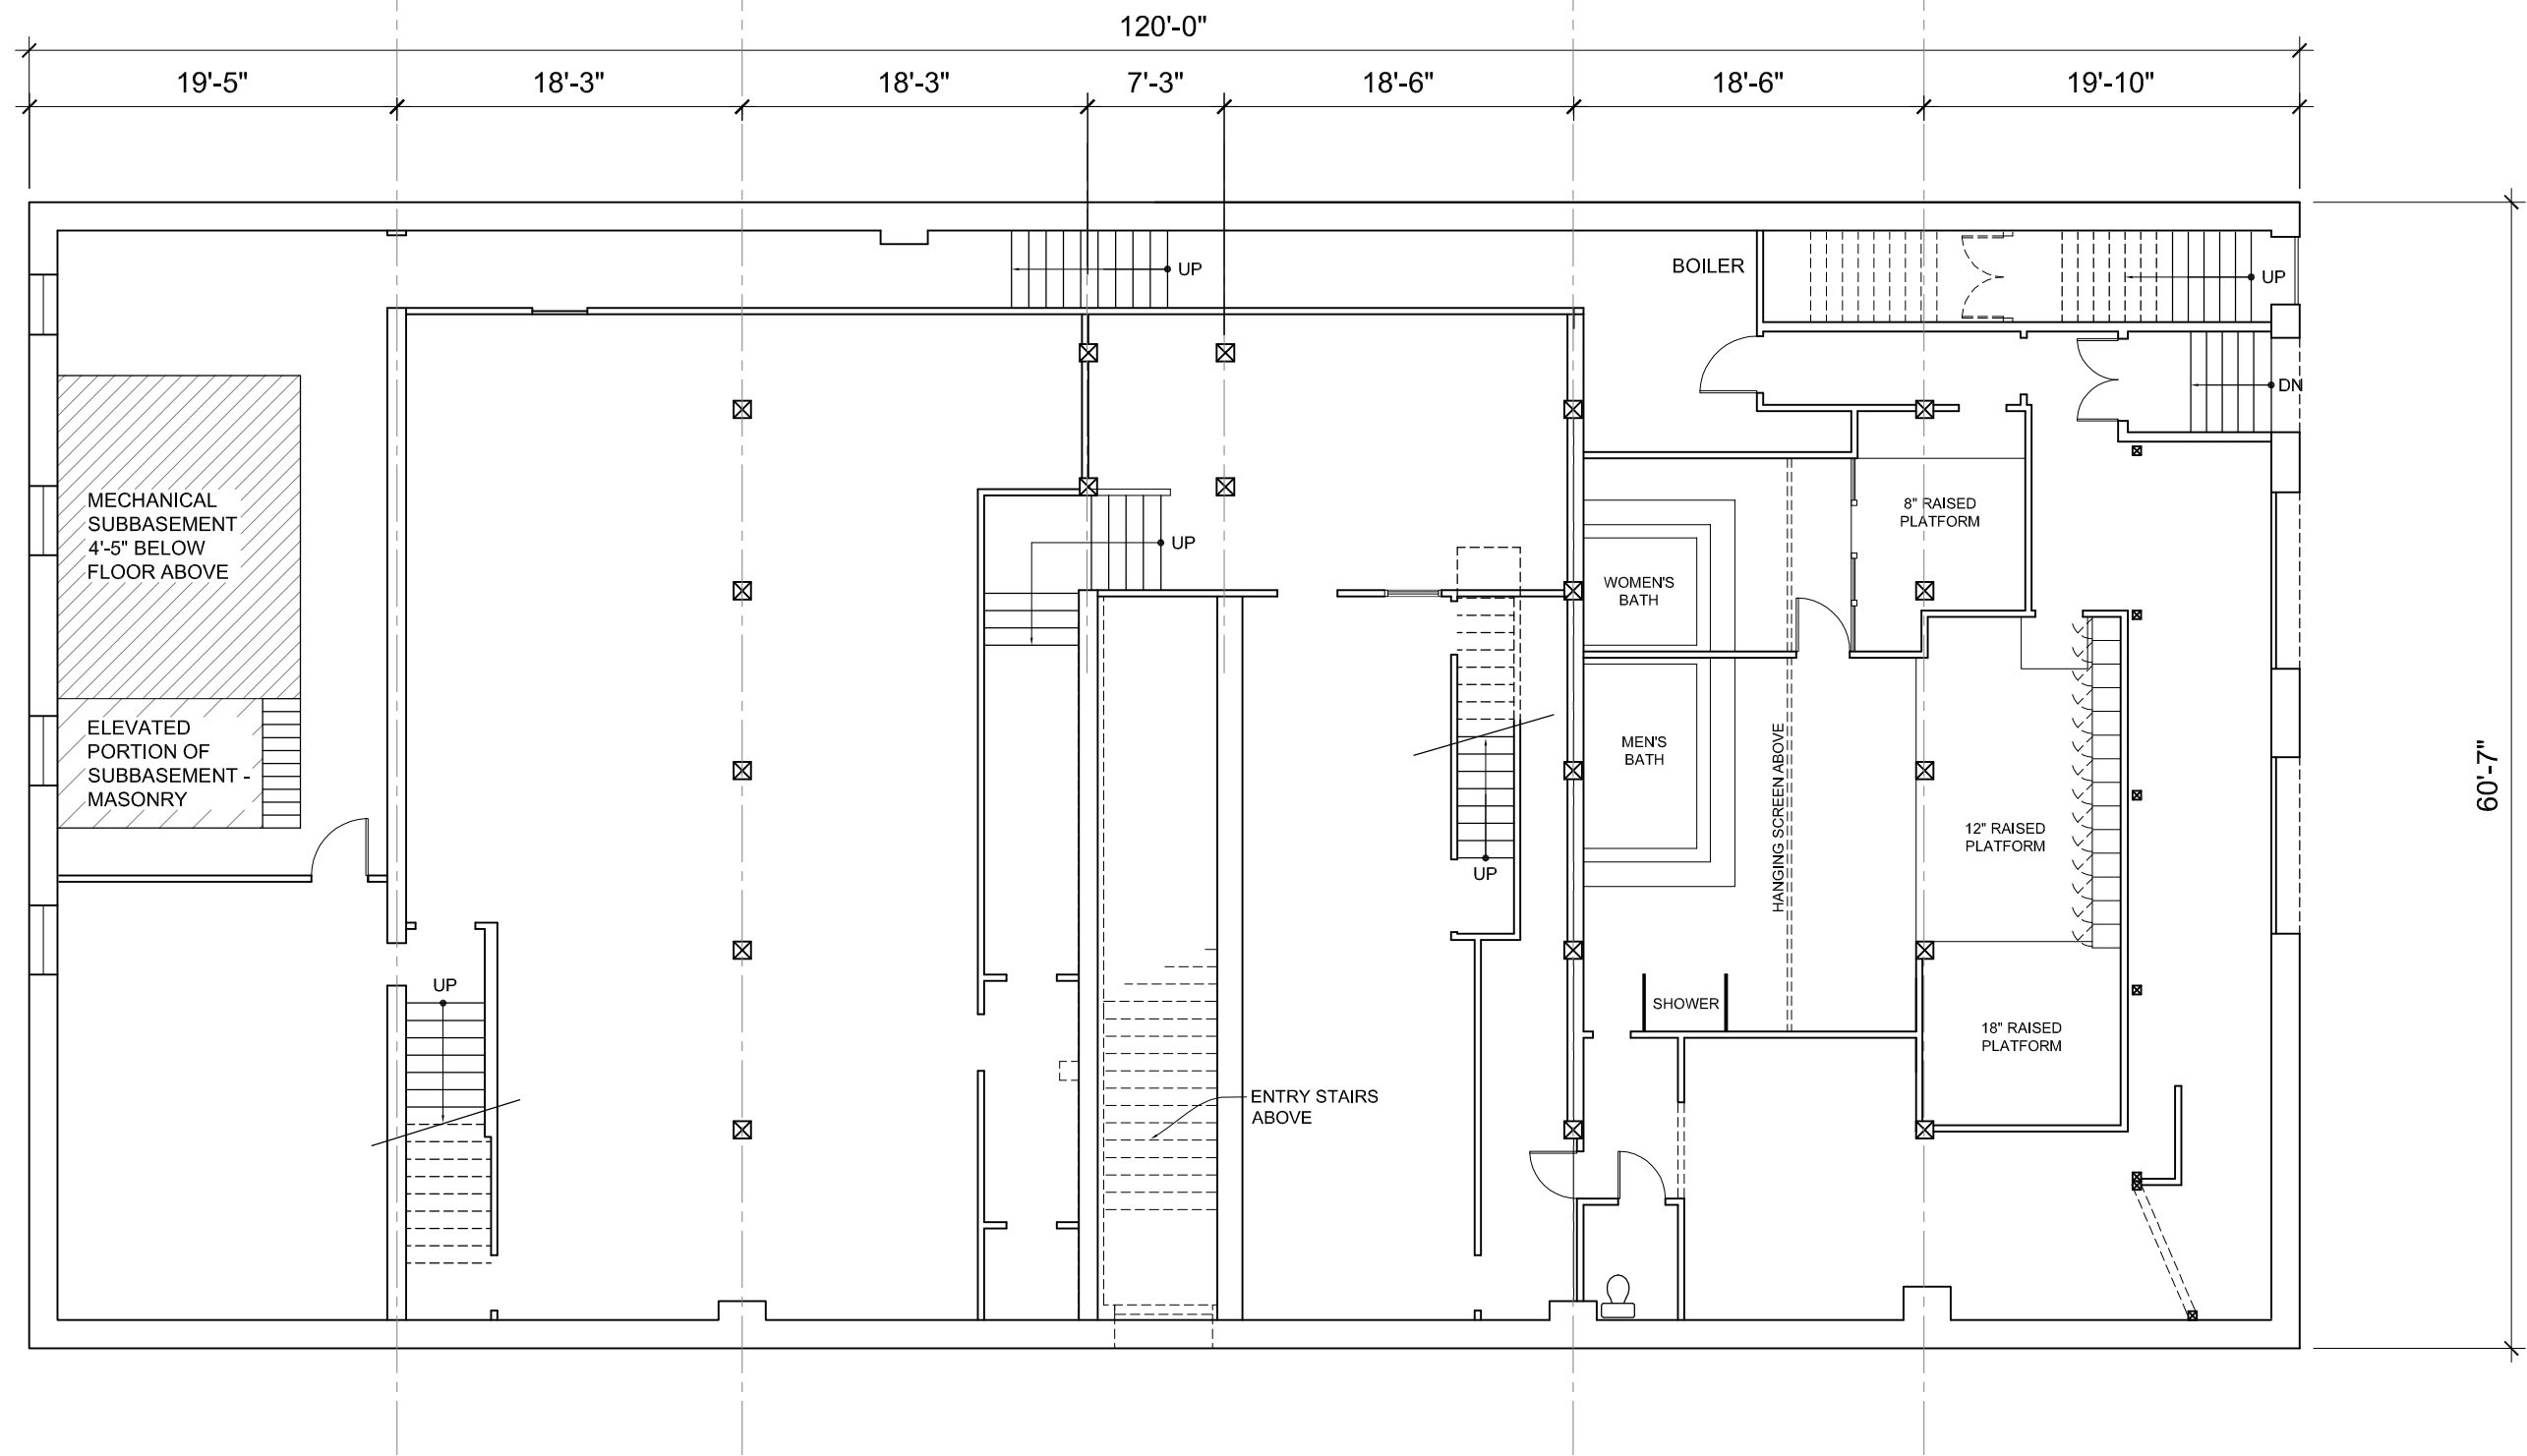 120'-0"
19'-5"
18'-3"
18'-3"
7'-3"
18'-6"
18'-6"
19'-10"
UP
BOILER
UP
DN
MECHANICAL
SUBBASEMENT
4'-5" BELOW
FLOOR ABOVE
8" RAISED
PLATFORM
UP
WOMEN'S
BATH
ELEVATED
PORTION OF
SUBBASEMENT -
MASONRY
MEN'S
BATH
HANGING SCREEN ABOVE
60'-7"
12" RAISED
PLATFORM
UP
UP
SHOWER
18" RAISED
PLATFORM
ENTRY STAIRS
ABOVE